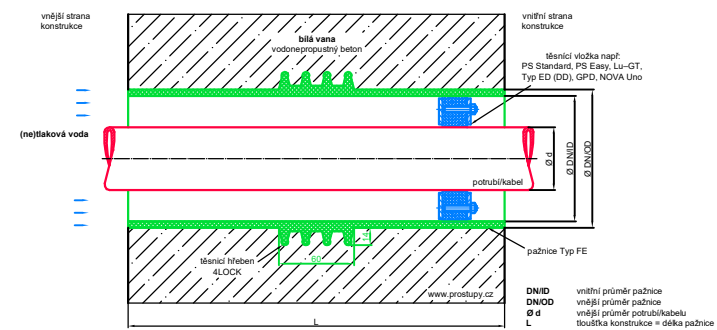 vnější strana
konstrukce
vnitřní strana
konstrukce
bílá vana
vodonepropustný beton
těsnící vložka např:
PS Standard, PS Easy, Lu–GT,
Typ ED (DD), GPD, NOVA Uno
(ne)tlaková voda
Ø d
Ø DN/ID
Ø DN/OD
potrubí/kabel
těsnicí hřeben
4LOCK
60
14
pažnice Typ FE
www.prostupy.cz
L
DN/ID vnitřní průměr pažnice
DN/OD vnější průměr pažnice
Ø d vnější průměr potrubí/kabelu
L tloušťka konstrukce = délka pažnice